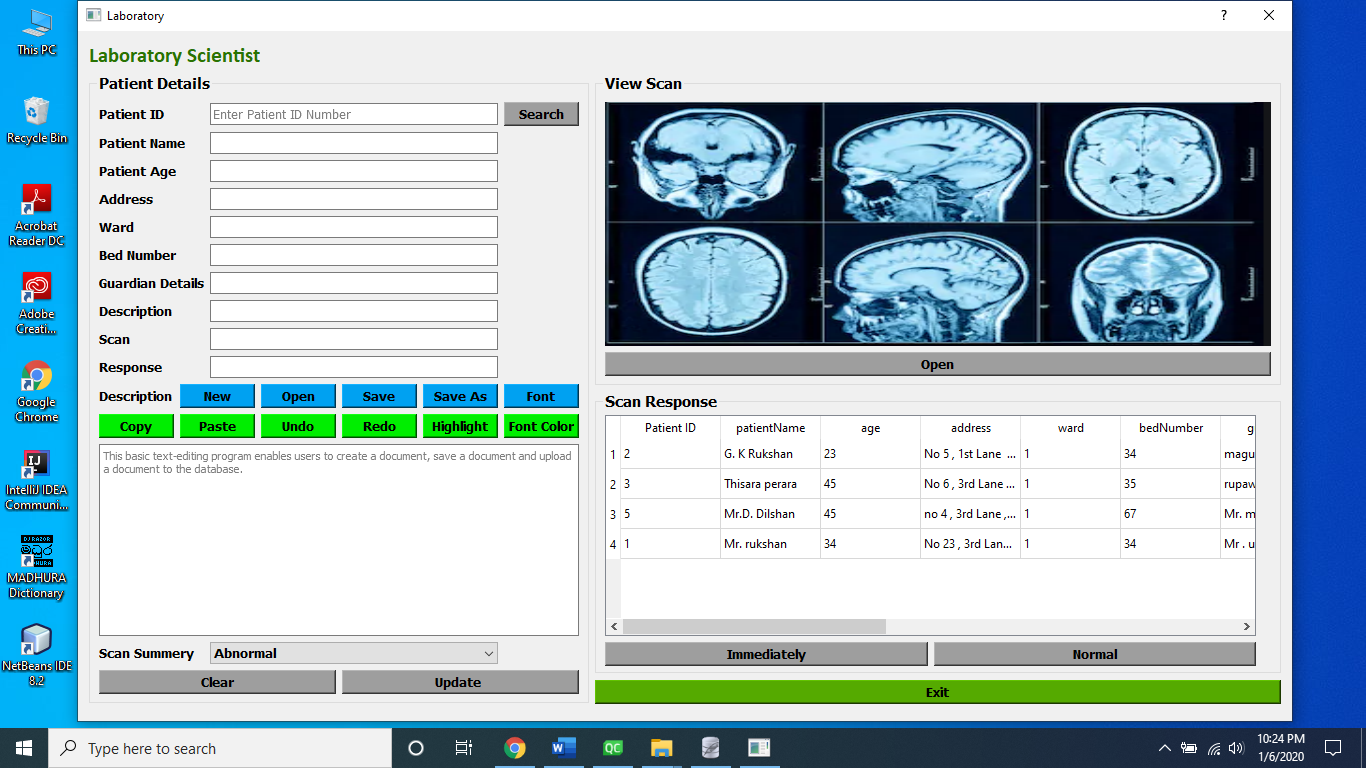 This PC
Recycle Bin
Acrobat
Reader DC
Adobe
Creati...
Google
Chrome
IntelliJ IDEA
Communi...
DJ RAZOR
මධුර
MADHURA
Dictionary
NetBeans IDE
8.2
Laboratory
?
Laboratory Scientist
Patient Details
Patient ID Enter Patient ID Number Search
Patient Name
Patient Age
Address
Ward
Bed Number
Guardian Details
Description
Scan
Response
Description New Open Save Save As Font
Copy Paste Undo Redo Highlight Font Color
This basic text-editing program enables users to create a document, save a document and upload
a document to the database.
Scan Summery Abnormal
Clear Update
View Scan
Open
Scan Response
Patient ID patientName age address ward bedNumber g
1 2 G. K Rukshan 23 No 5 , 1st Lane ... 1 34 magu
2 3 Thisara perara 45 No 6 , 3rd Lane ... 1 35 rupaw
3 5 Mr.D. Dilshan 45 no 4 , 3rd Lane ,... 1 67 Mr. m
4 1 Mr. rukshan 34 No 23 , 3rd Lan... 1 34 Mr . u
Immediately Normal
Exit
Type here to search
W
QC
10:24 PM
1/6/2020